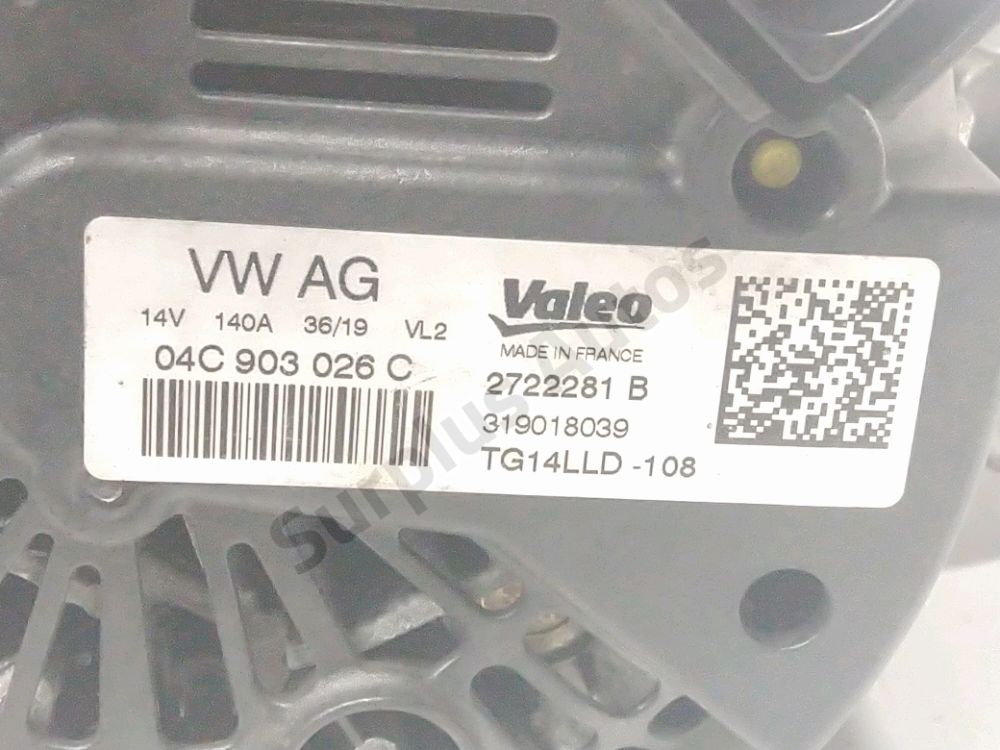 VW AG
14V 140A 36/19 VL2
04C 903 026 C
Valeo
MADE IN FRANCE
2722281 B
319018039
TG14LLD -108
Surplus Autos